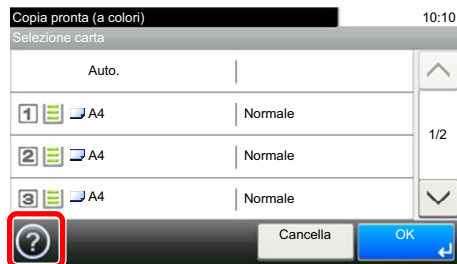 Copia pronta (a colori) 10:10
Selezione carta
Auto.
1 A4 Normale
1/2
2 A4 Normale
3 A4 Normale
? Cancella OK